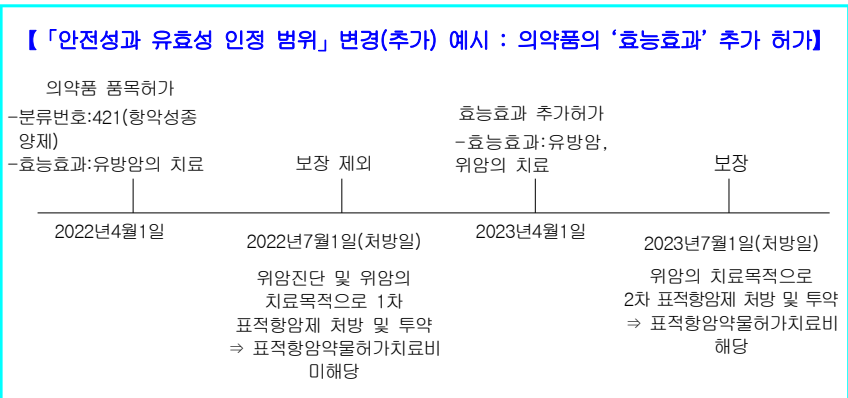 【「안전성과 유효성 인정 범위」 변경(추가) 예시 : 의약품의 ‘효능효과’ 추가 허가】
의약품 품목허가
-분류번호:421(항악성종
양제)
-효능효과:유방암의 치료
보장 제외
효능효과 추가허가
-효능효과:유방암,
위암의 치료
보장
2022년4월1일
2022년7월1일(처방일)
위암진단 및 위암의
치료목적으로 1차
표적항암제 처방 및 투약
⇒ 표적항암약물허가치료비
미해당
2023년4월1일
2023년7월1일(처방일)
위암의 치료목적으로
2차 표적항암제 처방 및 투약
⇒ 표적항암약물허가치료비
해당